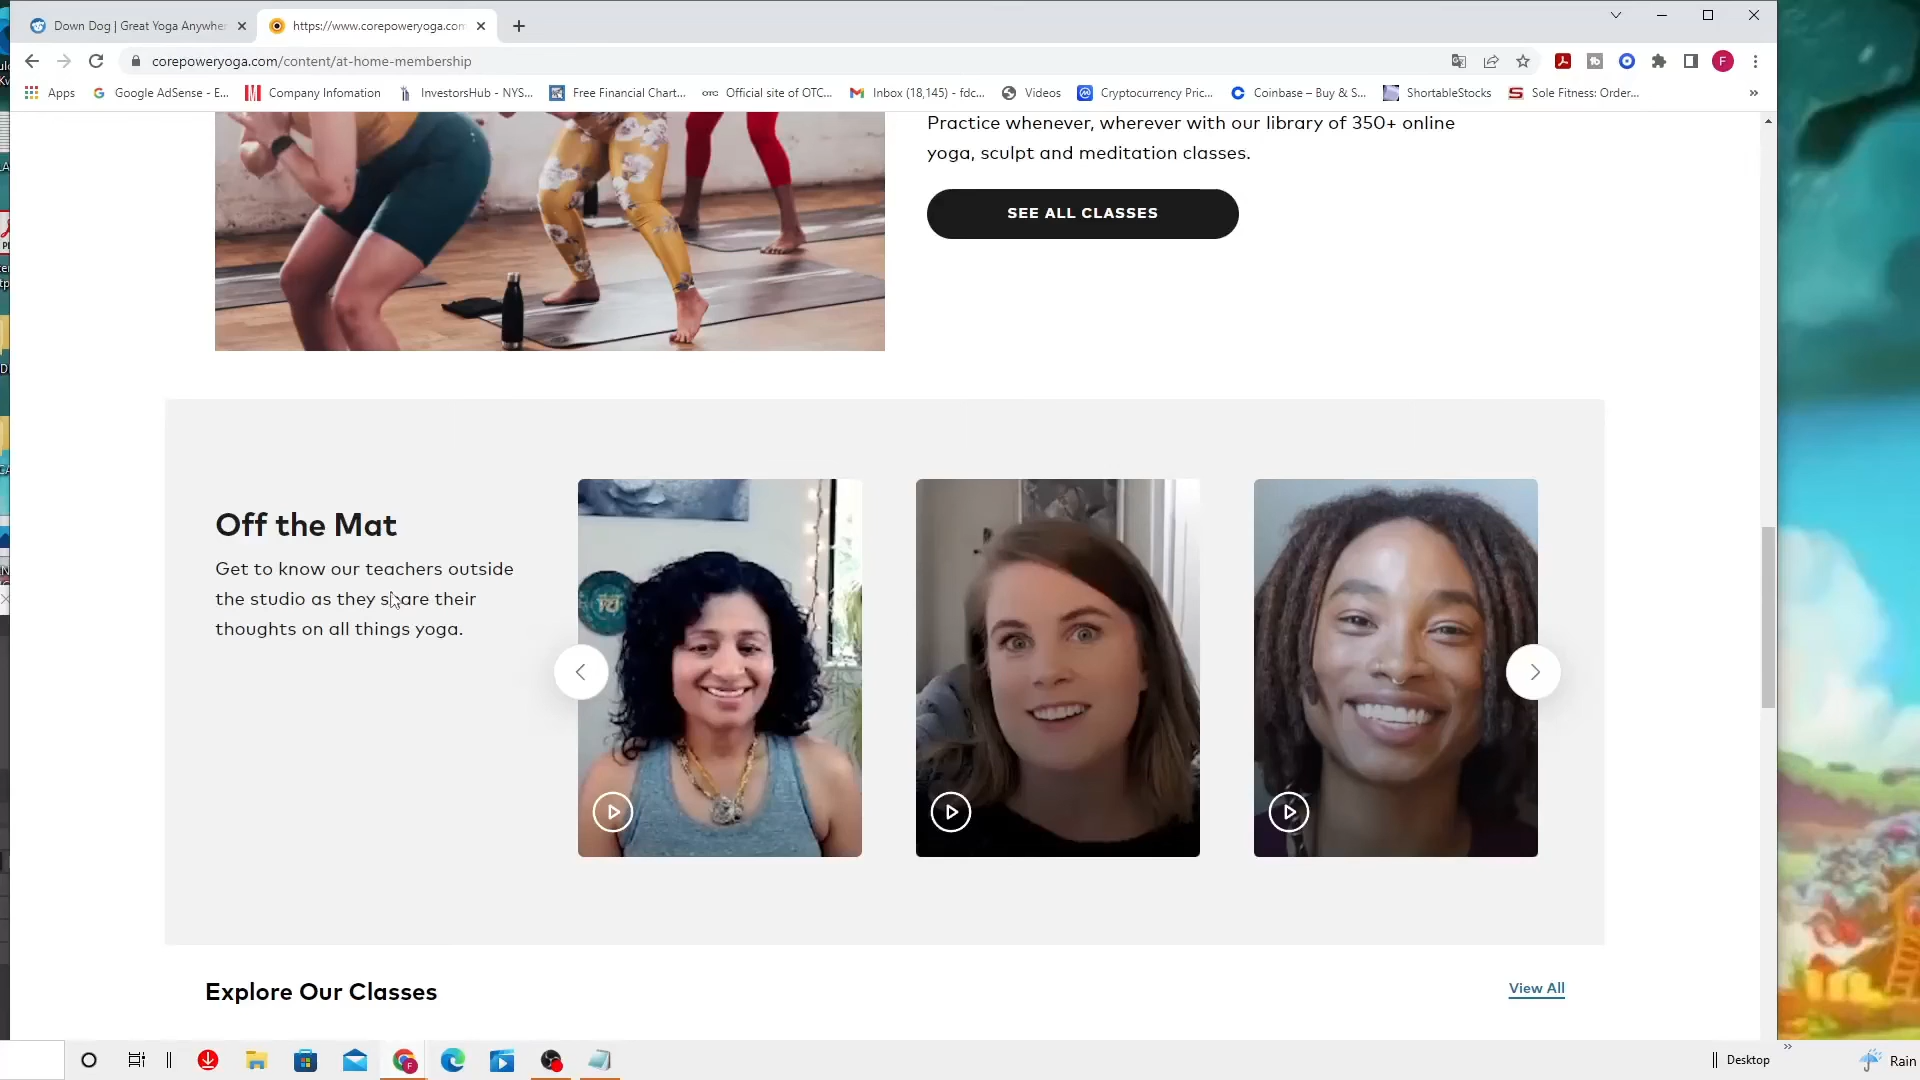 Down Dog | Great Yoga Anywher
https://www.corepoweryoga.com
corepoweryoga.com/content/at-home-membership
F
Apps
Google AdSense - E...
Company Infomation
InvestorsHub - NYS...
Free Financial Chart...
Official site of OTC...
Inbox (18,145) - fdc...
Videos
Cryptocurrency Pric...
Coinbase – Buy & S...
ShortableStocks
Sole Fitness: Order...
»
Practice whenever, wherever with our library of 350+ online
yoga, sculpt and meditation classes.
SEE ALL CLASSES
Off the Mat
Get to know our teachers outside
the studio as they share their
thoughts on all things yoga.
Explore Our Classes
View All
Desktop
»
Rain